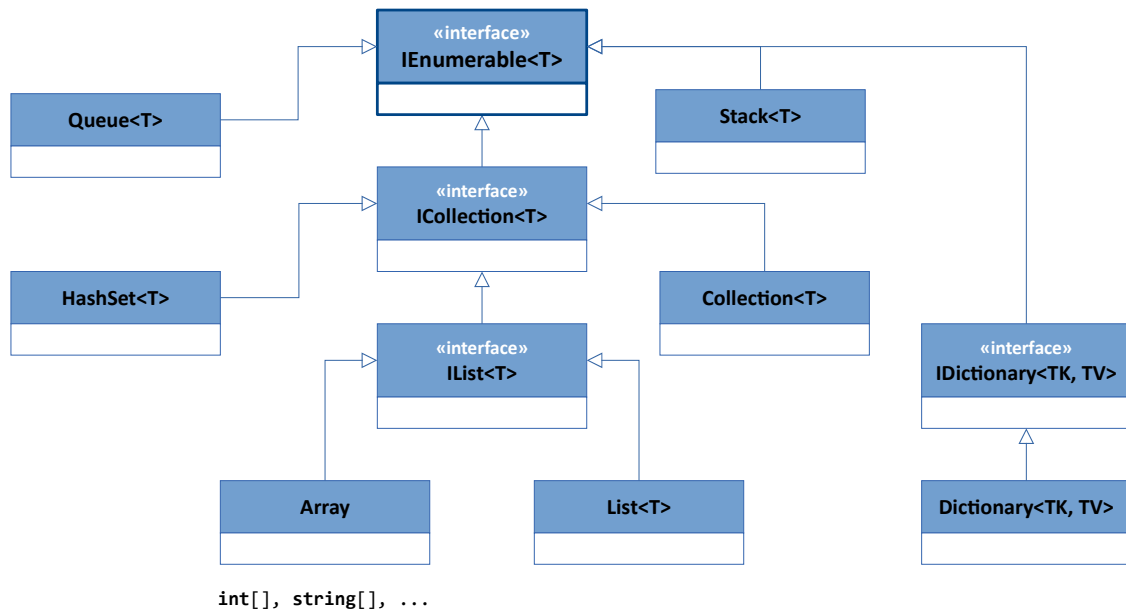 «interface»
IEnumerable<T>
Queue<T>
Stack<T>
«interface»
ICollection<T>
HashSet<T>
Collection<T>
«interface»
IList<T>
«interface»
IDictionary<TK, TV>
Array
List<T>
Dictionary<TK, TV>
int[], string[], ...